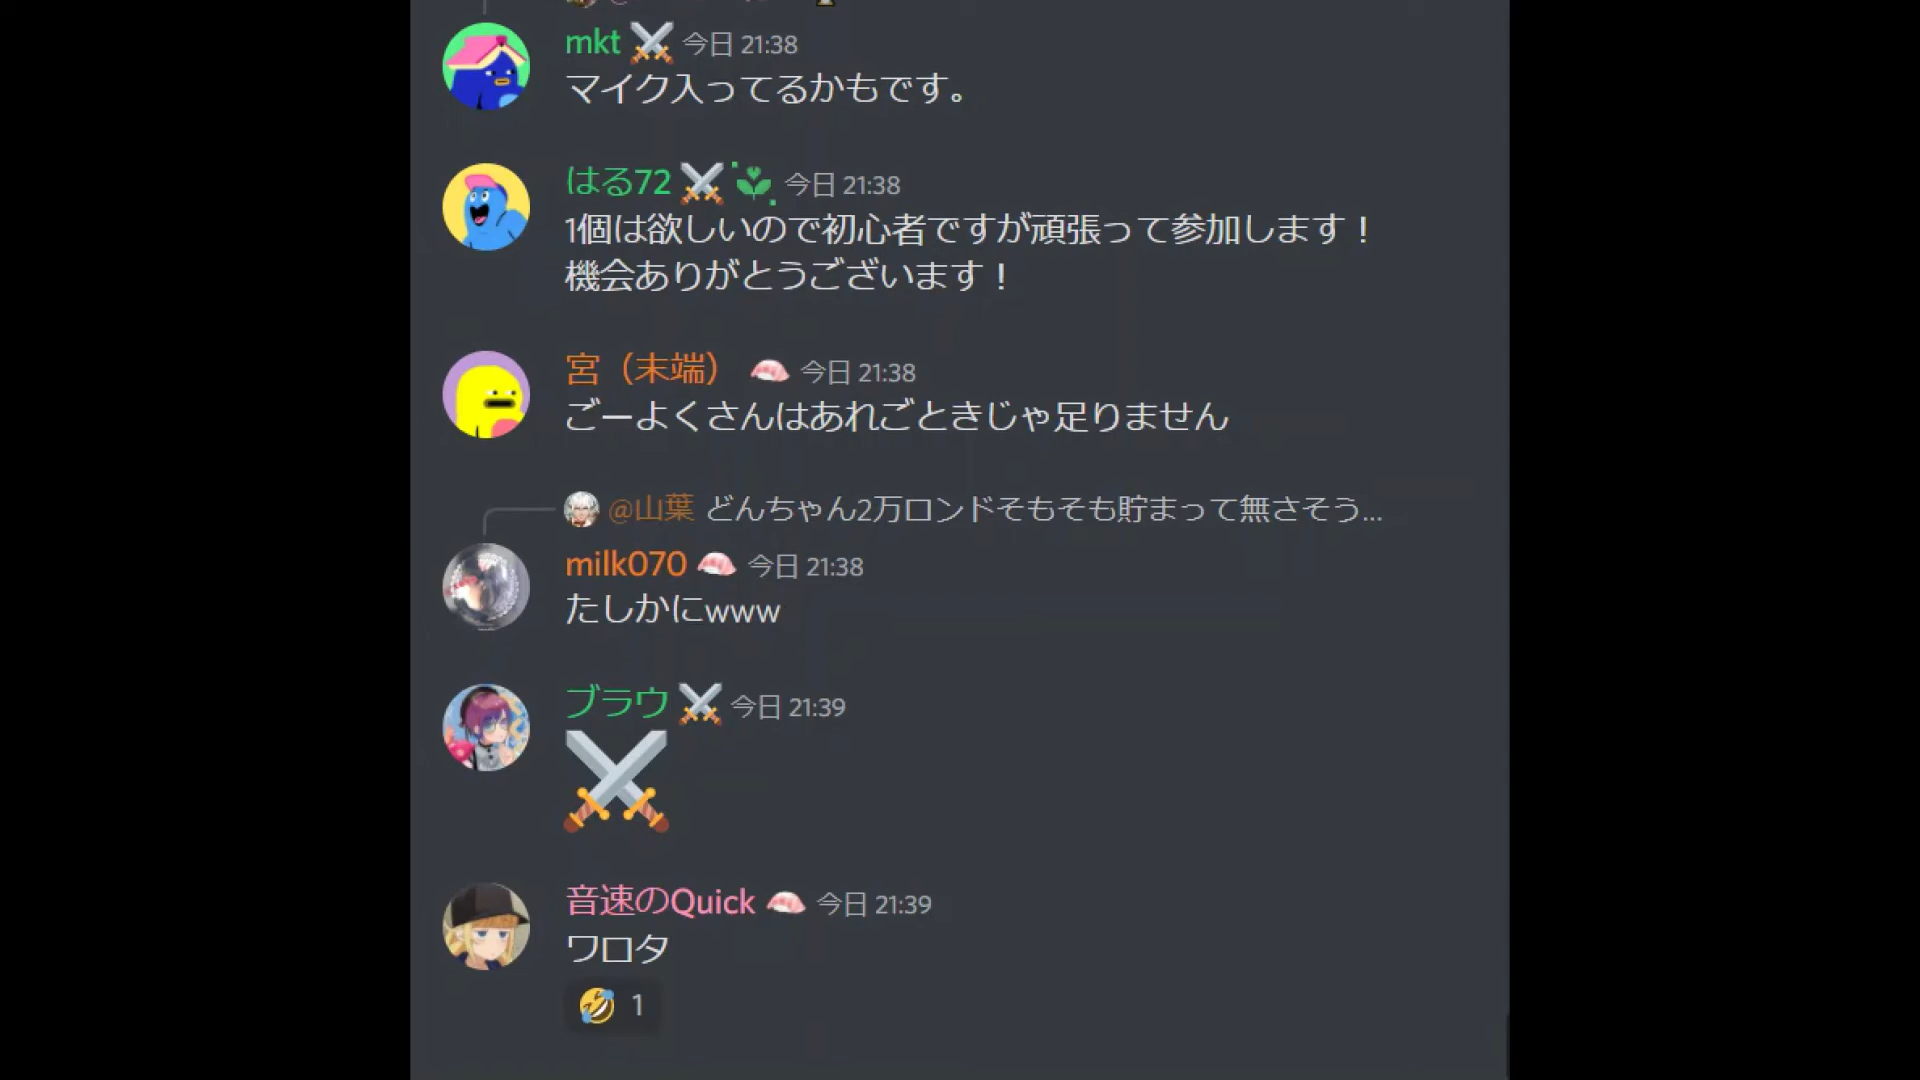 mkt ⚔️ 今日 21:38
マイク入ってるかもです。
はる72 ⚔️ 今日 21:38
1個は欲しいので初心者ですが頑張って参加します！
機会ありがとうございます！
宮（末端） 今日 21:38
ごーよくさんはあれごときじゃ足りません
@山葉 どんちゃん2万ロンドそもそも貯まって無さそう...
milk070 今日 21:38
たしかにwww
ブラウ ⚔️ 今日 21:39
⚔️
音速のQuick 今日 21:39
ワロタ
🤣 1